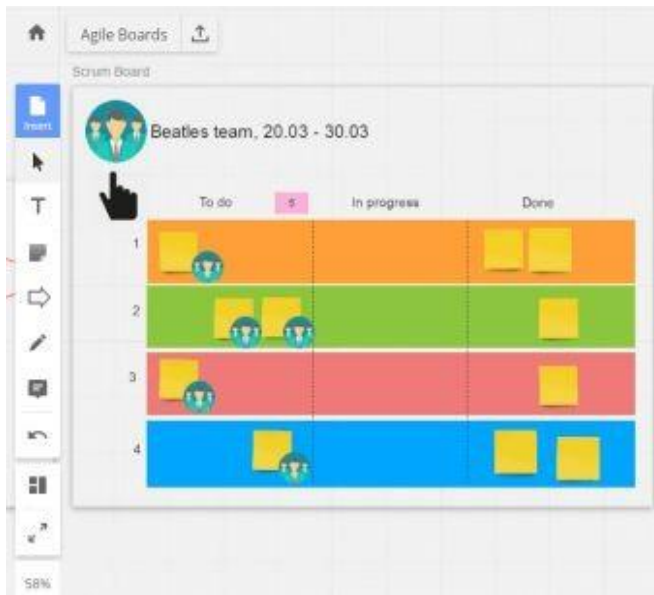 Agile Boards
Scrum Board
Insert
Beatles team, 20.03 - 30.03
To do 5 In progress Done
1
2
3
4
58%